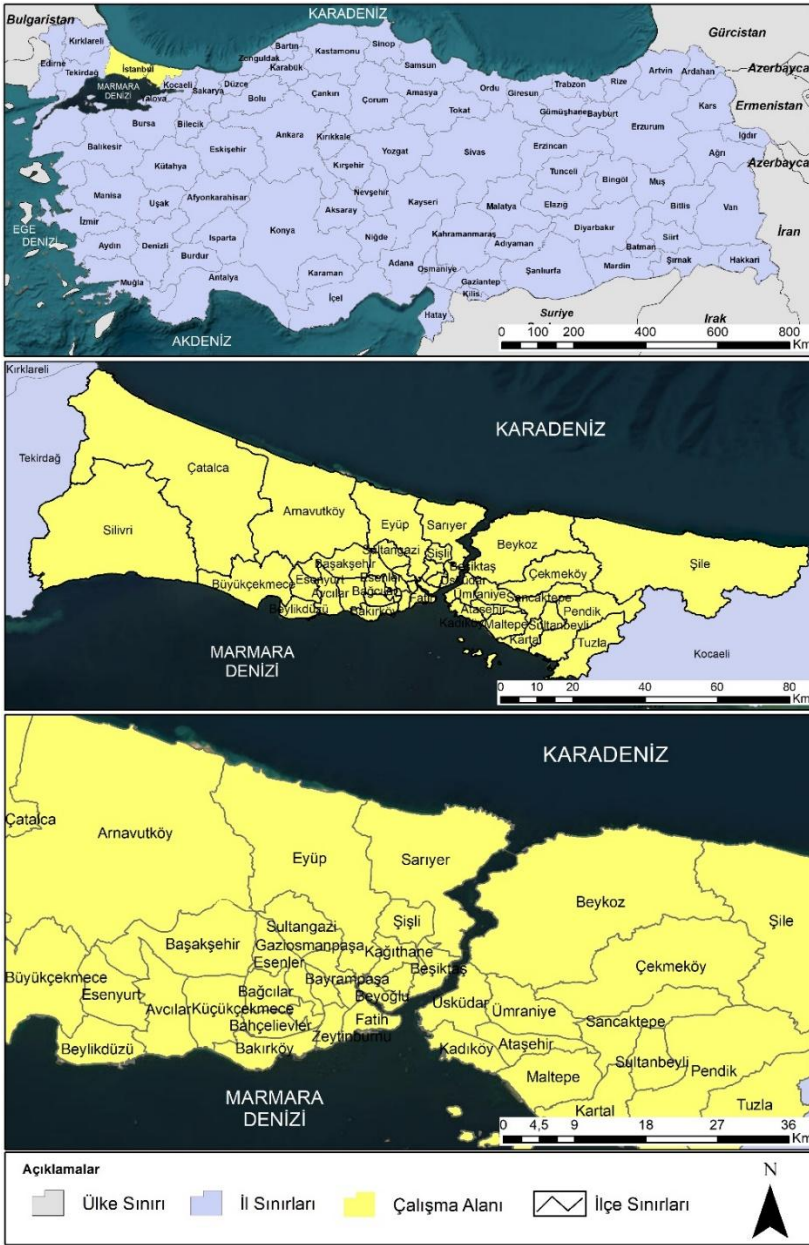 Bulgaristan
KARADENİZ
Gürcistan
Kırklareli
Edirne
Tekirdağ
İstanbul
MARMARA
DENİZİ
Kocaeli
Yalova
Sakarya
Düzce
Zonguldak
Bartın
Karabük
Kastamonu
Sinop
Samsun
Ordu
Giresun
Trabzon
Rize
Artvin
Ardahan
Azerbayca
Kars
Ermenistan
Iğdır
Azerbayca
Bursa
Bilecik
Bolu
Çankırı
Çorum
Amasya
Tokat
Gümüşhane
Bayburt
Erzurum
Ağrı
Balıkesir
Eskişehir
Ankara
Kırıkkale
Yozgat
Sivas
Erzincan
Kütahya
Kırşehir
Tunceli
Bingöl
Muş
Manisa
Uşak
Afyonkarahisar
Nevşehir
Kayseri
Malatya
Elazığ
Bitlis
Van
İzmir
Aksaray
EGE
DENİZİ
Aydın
Denizli
Isparta
Konya
Niğde
Kahramanmaraş
Adıyaman
Diyarbakır
Batman
Siirt
İran
Burdur
Muğla
Antalya
Karaman
Adana
Osmaniye
Gaziantep
Şanlıurfa
Mardin
Şırnak
Hakkari
İçel
Kilis
Hatay
Suriye
Irak
AKDENİZ
0 100 200 400 600 800
Km
Kırklareli
KARADENİZ
Tekirdağ
Çatalca
Silivri
Arnavutköy
Eyüp
Sarıyer
Beykoz
Şile
Sultangazi
Şişli
Başakşehir
Beşiktaş
Çekmeköy
Büyükçekmece
Esenyurt
Esenler
Üsküdar
Ümraniye
Sancaktepe
Avcılar
Bağcılar
Fatih
Ataşehir
Pendik
Beylikdüzü
Bakırköy
Kadıköy
Maltepe
Sultanbeyli
Kartal
Tuzla
MARMARA
DENİZİ
Kocaeli
0 10 20 40 60 80
Km
KARADENİZ
Çatalca
Arnavutköy
Eyüp
Sarıyer
Beykoz
Şile
Sultangazi
Şişli
Başakşehir
Gaziosmanpaşa
Kağıthane
Esenler
Beşiktaş
Çekmeköy
Büyükçekmece
Esenyurt
Bağcılar
Bayrampaşa
Beyoğlu
Üsküdar
Ümraniye
Avcılar
Küçükçekmece
Sancaktepe
Bahçelievler
Fatih
Zeytinburnu
Kadıköy
Ataşehir
Beylikdüzü
Bakırköy
Maltepe
Sultanbeyli
Pendik
MARMARA
DENİZİ
Kartal
Tuzla
0 4,5 9 18 27 36
Km
Açıklamalar
Ülke Sınırı
İl Sınırları
Çalışma Alanı
İlçe Sınırları
N